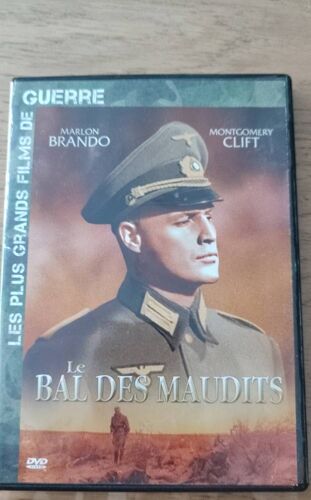 LES PLUS GRANDS FILMS DE
GUERRE
MARLON
BRANDO
MONTGOMERY
CLIFT
Le
BAL DES MAUDITS
DVD